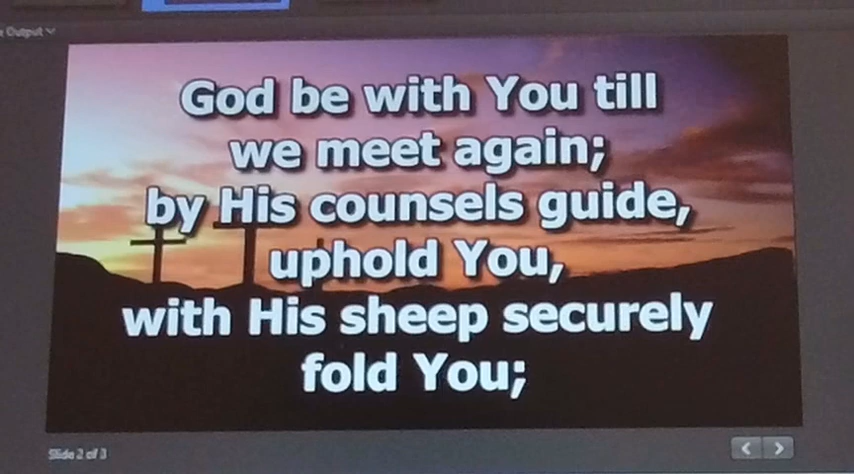 Output
God be with You till
we meet again;
by His counsels guide,
uphold You,
with His sheep securely
fold You;
Slide 2 of 3